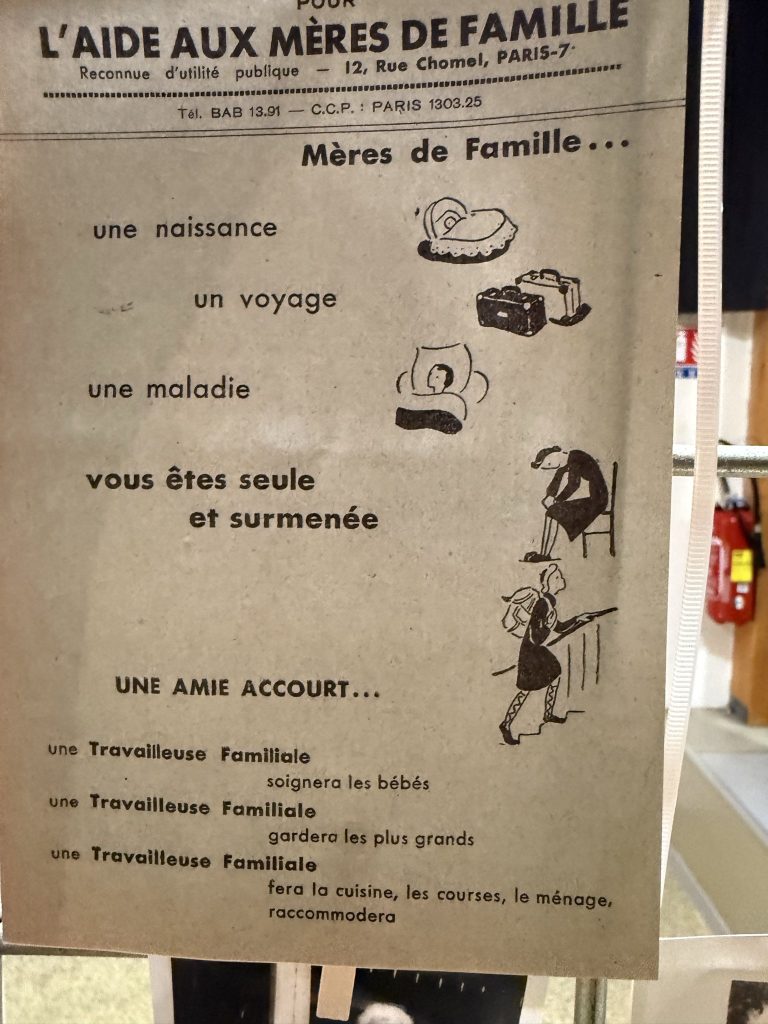 POUR
L'AIDE AUX MÈRES DE FAMILLE
Reconnue d'utilité publique — 12, Rue Chomel, PARIS-7
Tél. BAB 13.91 — C.C.P. : PARIS 1303.25
Mères de Famille...
une naissance
un voyage
une maladie
vous êtes seule
et surmenée
UNE AMIE ACCOURT...
une Travailleuse Familiale
soignera les bébés
une Travailleuse Familiale
gardera les plus grands
une Travailleuse Familiale
fera la cuisine, les courses, le ménage,
raccommodera